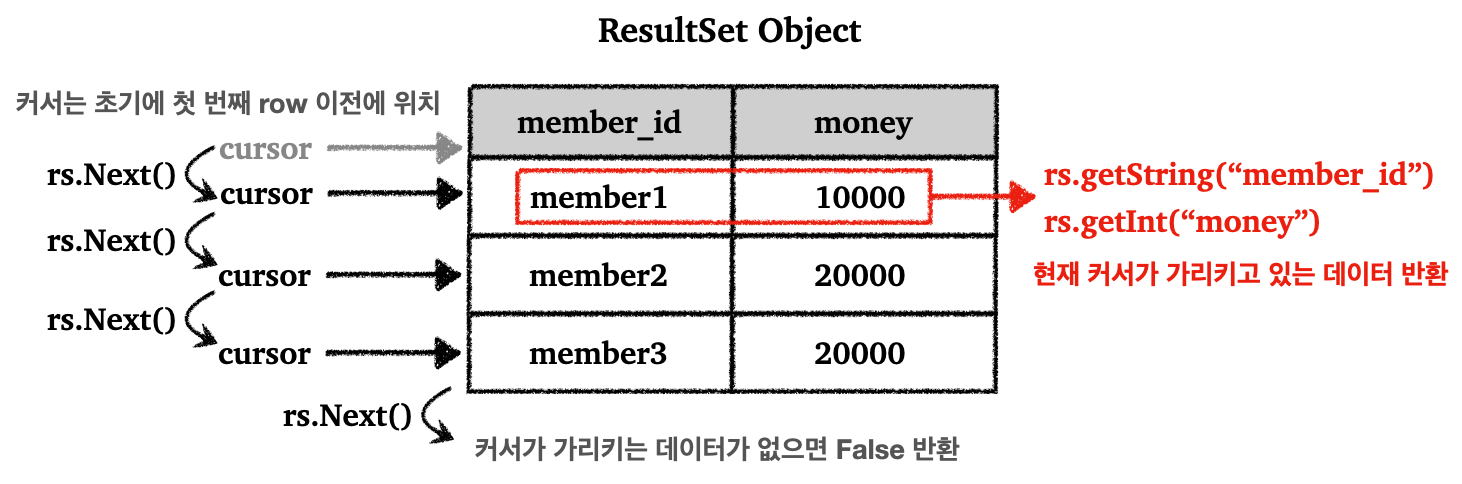 ResultSet Object
커서는 초기에 첫 번째 row 이전에 위치
member_id money
cursor
rs.Next()
cursor
member1 10000
rs.getString(“member_id”)
rs.getInt(“money”)
현재 커서가 가리키고 있는 데이터 반환
rs.Next()
cursor
member2 20000
rs.Next()
cursor
member3 20000
rs.Next()
커서가 가리키는 데이터가 없으면 False 반환